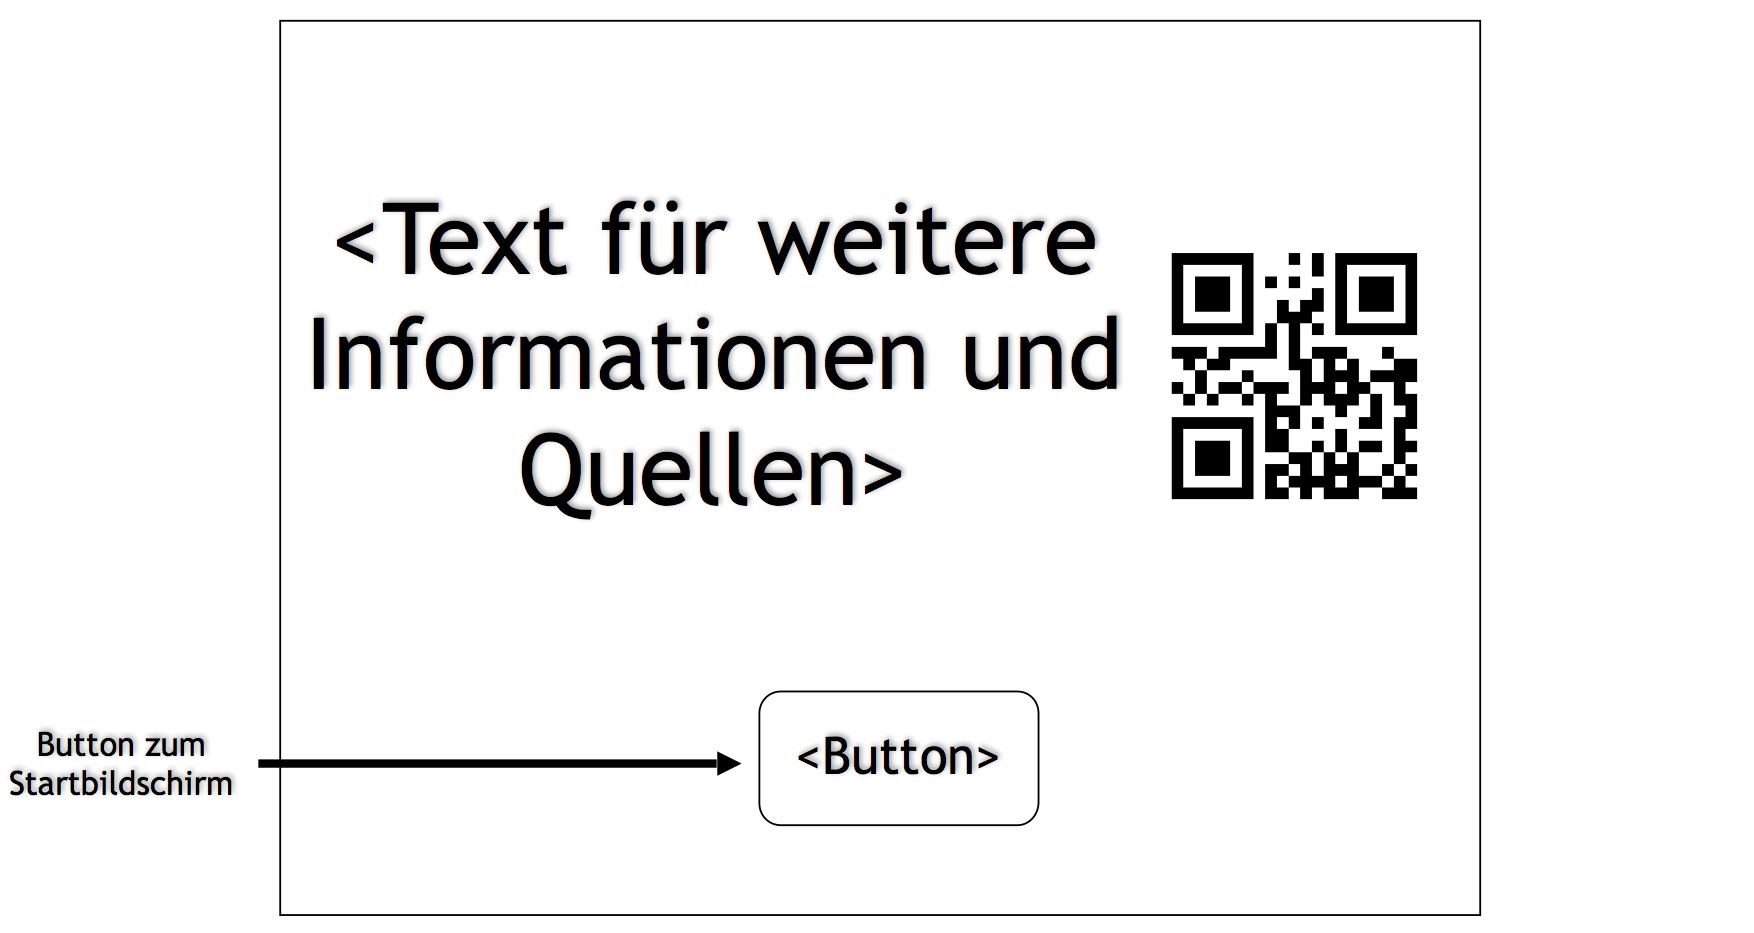 <Text für weitere
Informationen und
Quellen>
Button zum
Startbildschirm
<Button>